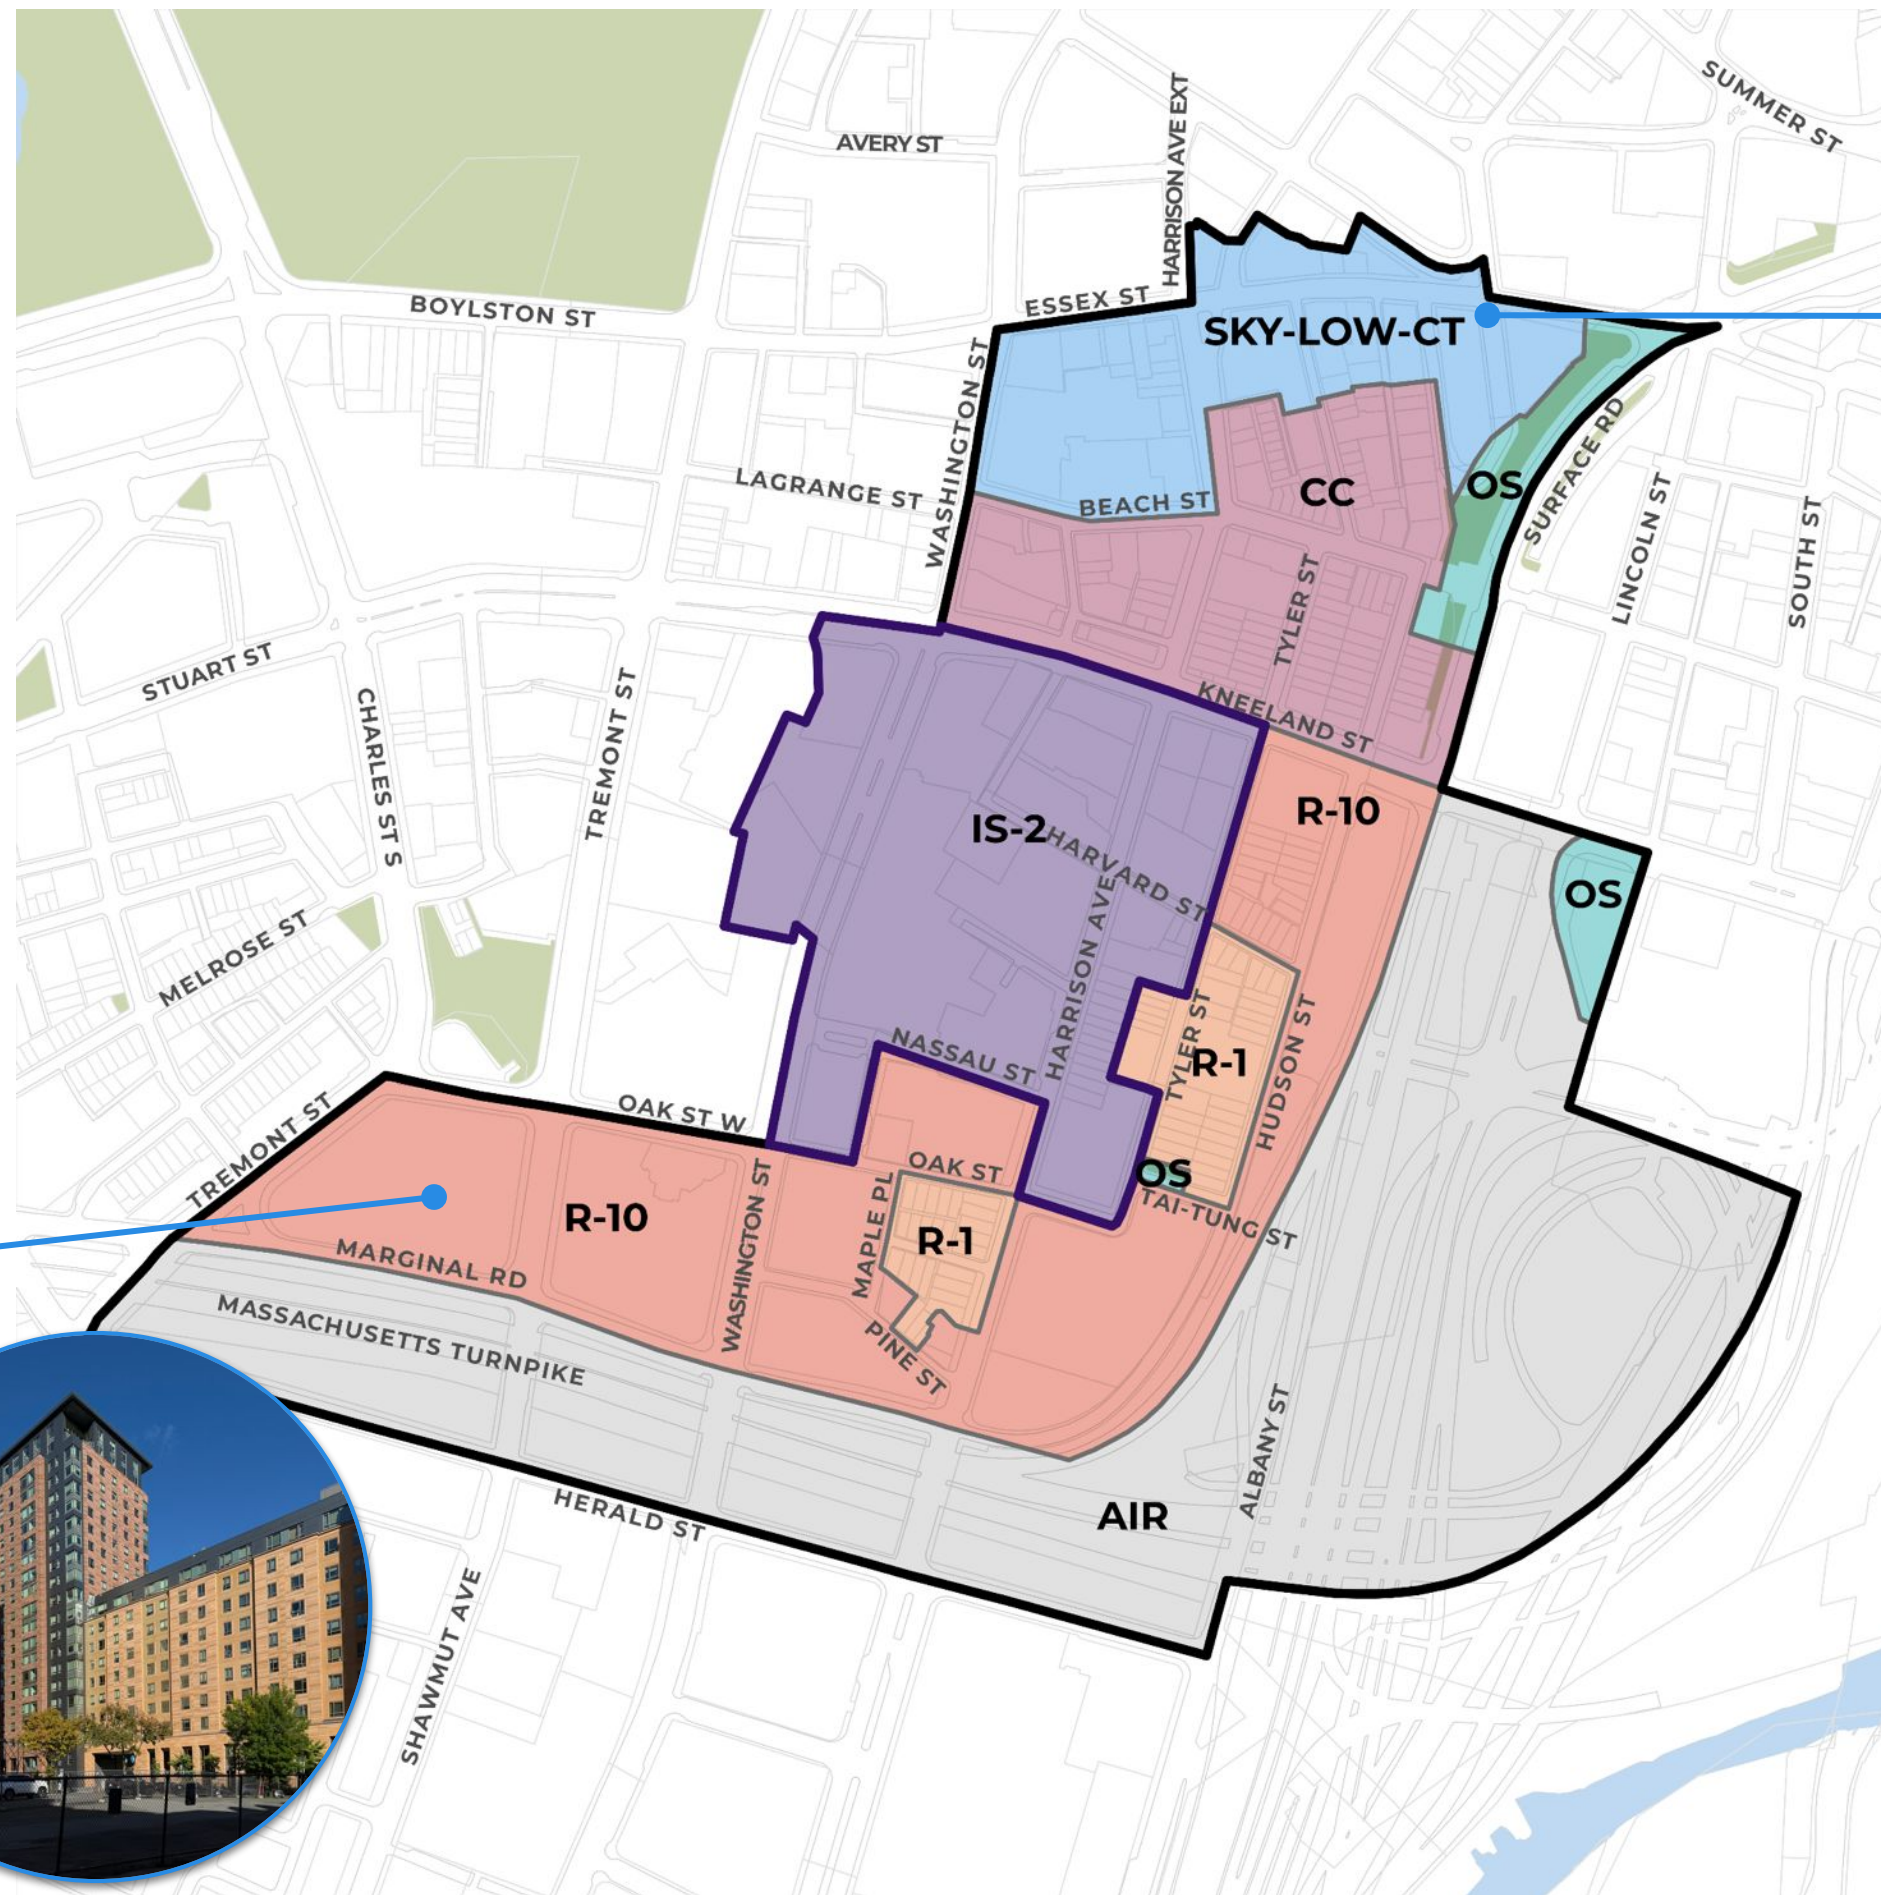 SUMMER ST
HARRISON AVE EXT
AVERY ST
BOYLSTON ST
ESSEX ST
SKY-LOW-CT
WASHINGTON ST
SURFACE RD
LAGRANGE ST
BEACH ST
CC
OS
LINCOLN ST
SOUTH ST
TYLER ST
STUART ST
CHARLES ST S
TREMONT ST
KNEELAND ST
IS-2
R-10
HARVARD ST
OS
HARRISON AVE
MELROSE ST
NASSAU ST
TYLER ST
R-1
HUDSON ST
TREMONT ST
OAK ST W
OAK ST
OS
TAI-TUNG ST
WASHINGTON ST
MAPLE PL
R-10
R-1
MARGINAL RD
MASSACHUSETTS TURNPIKE
PINE ST
ALBANY ST
HERALD ST
AIR
SHAWMUT AVE